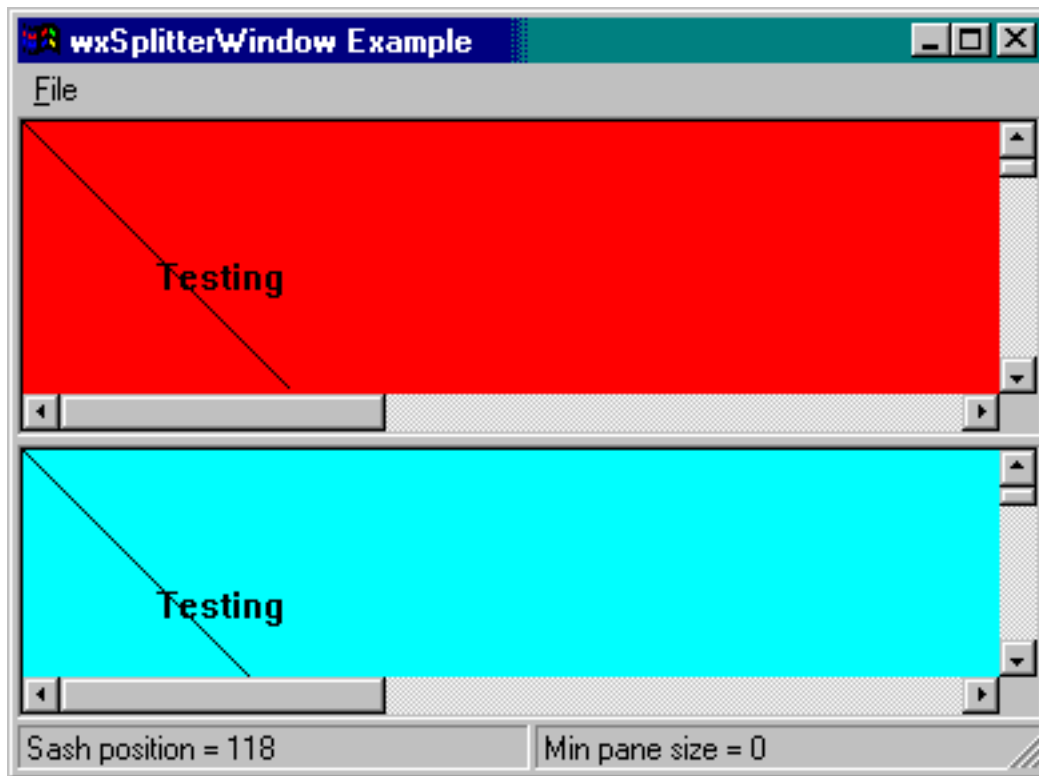 wxSplitterWindow Example
File
Testing
Testing
Sash position = 118
Min pane size = 0